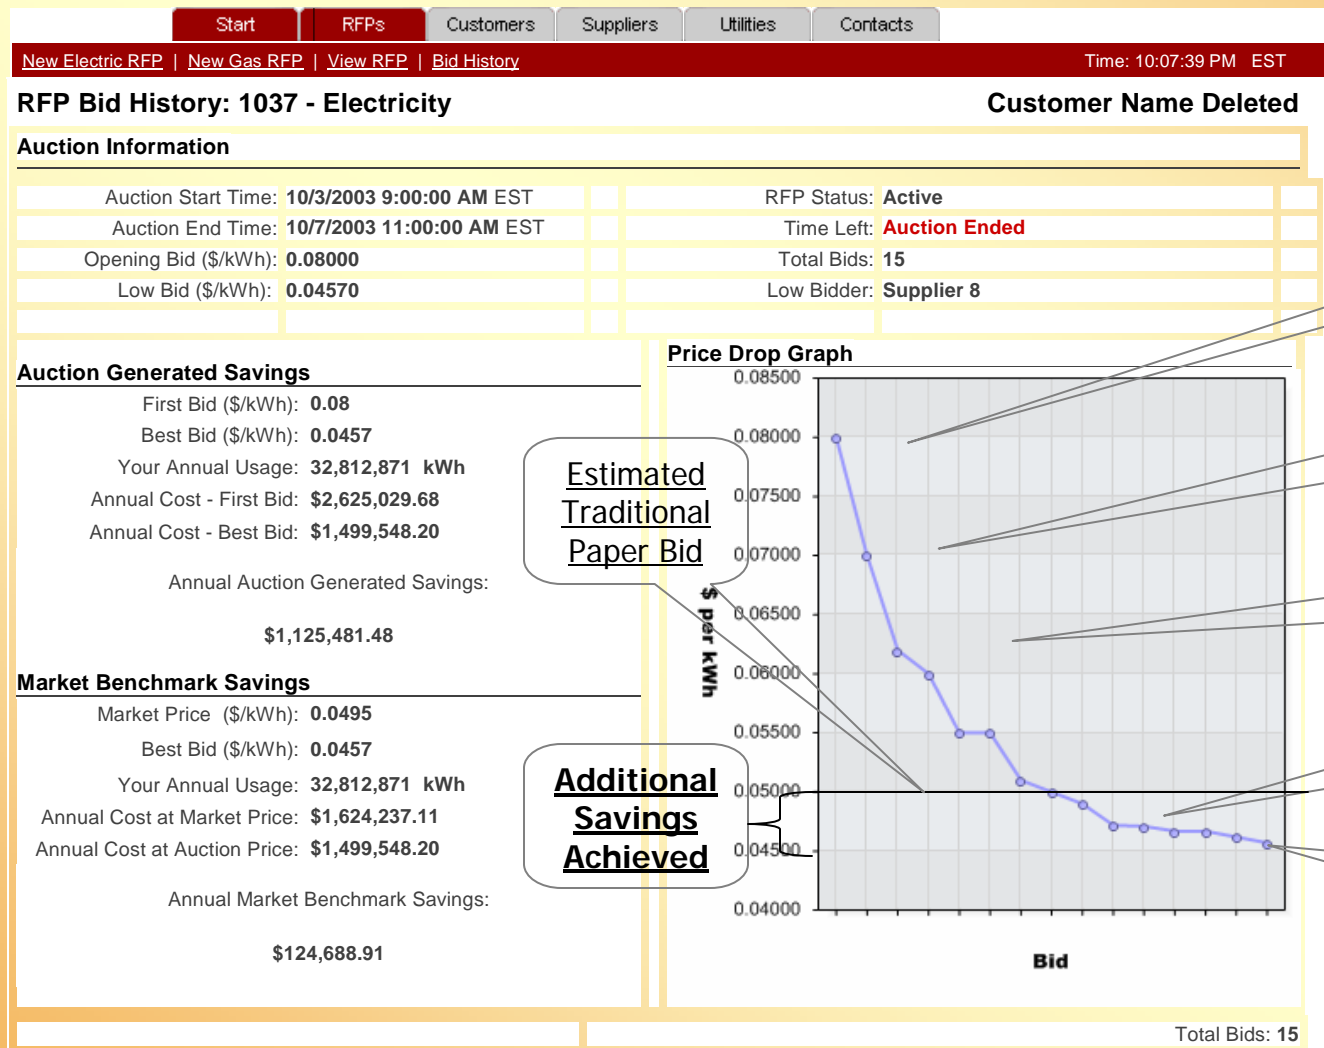 Start RFPs Customers Suppliers Utilities Contacts
New Electric RFP | New Gas RFP | View RFP | Bid History Time: 10:07:39 PM EST
RFP Bid History: 1037 - Electricity Customer Name Deleted
Auction Information
Auction Start Time: 10/3/2003 9:00:00 AM EST RFP Status: Active
Auction End Time: 10/7/2003 11:00:00 AM EST Time Left: Auction Ended
Opening Bid ($/kWh): 0.08000 Total Bids: 15
Low Bid ($/kWh): 0.04570 Low Bidder: Supplier 8
Auction Generated Savings
First Bid ($/kWh): 0.08
Best Bid ($/kWh): 0.0457
Your Annual Usage: 32,812,871 kWh
Annual Cost - First Bid: $2,625,029.68
Annual Cost - Best Bid: $1,499,548.20
Annual Auction Generated Savings:
$1,125,481.48
Market Benchmark Savings
Market Price ($/kWh): 0.0495
Best Bid ($/kWh): 0.0457
Your Annual Usage: 32,812,871 kWh
Annual Cost at Market Price: $1,624,237.11
Annual Cost at Auction Price: $1,499,548.20
Annual Market Benchmark Savings:
$124,688.91
Estimated
Traditional
Paper Bid
Additional
Savings
Achieved
Price Drop Graph
0.08500
0.08000
0.07500
0.07000
0.06500
0.06000
0.05500
0.05000
0.04500
0.04000
$ per kWh
Bid
Total Bids: 15